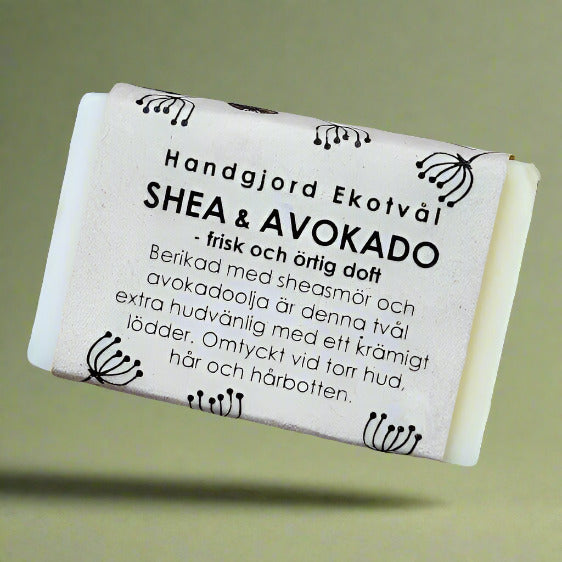 Handgjord Ekotvål
SHEA & AVOKADO
- frisk och örtig doft
Berikad med sheasmör och
avokadoolja är denna tvål
extra hudvänlig med ett krämigt
lödder. Omtyckt vid torr hud,
hår och hårbotten.